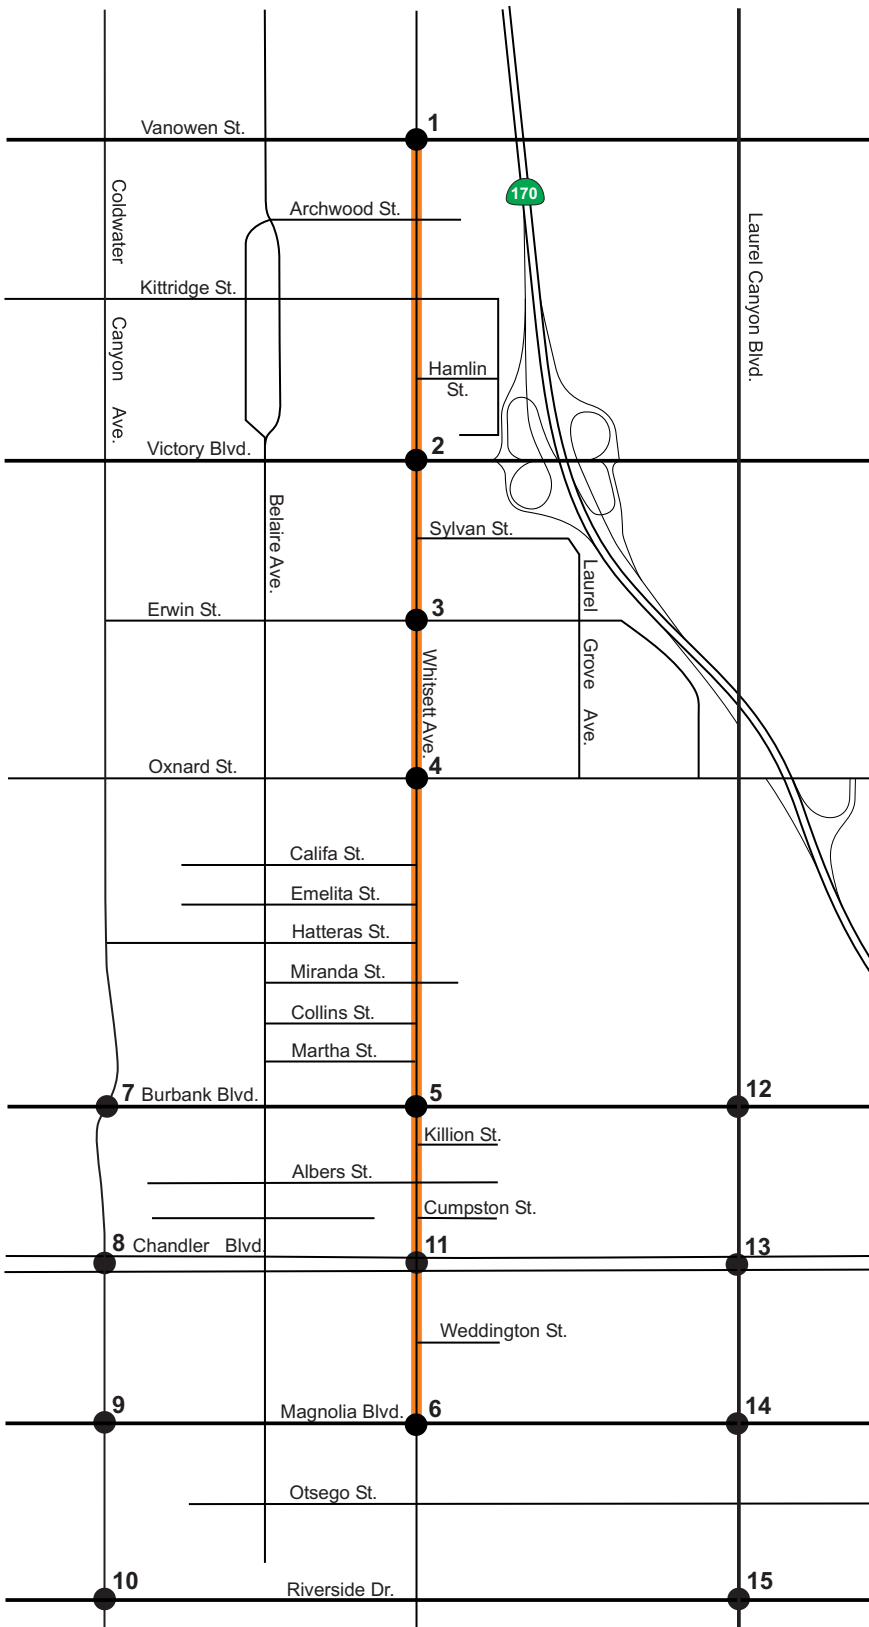 1
Vanowen St.
170
Archwood St.
Coldwater Canyon Ave.
Laurel Canyon Blvd.
Kittridge St.
Hamlin
St.
2
Victory Blvd.
Belaire Ave.
Sylvan St.
Laurel Grove Ave.
3
Erwin St.
Whitsett Ave.
4
Oxnard St.
Califa St.
Emelita St.
Hatteras St.
Miranda St.
Collins St.
Martha St.
7
Burbank Blvd.
5
12
Killion St.
Albers St.
Cumpston St.
8
Chandler Blvd.
11
13
Weddington St.
9
Magnolia Blvd.
6
14
Otsego St.
10
Riverside Dr.
15